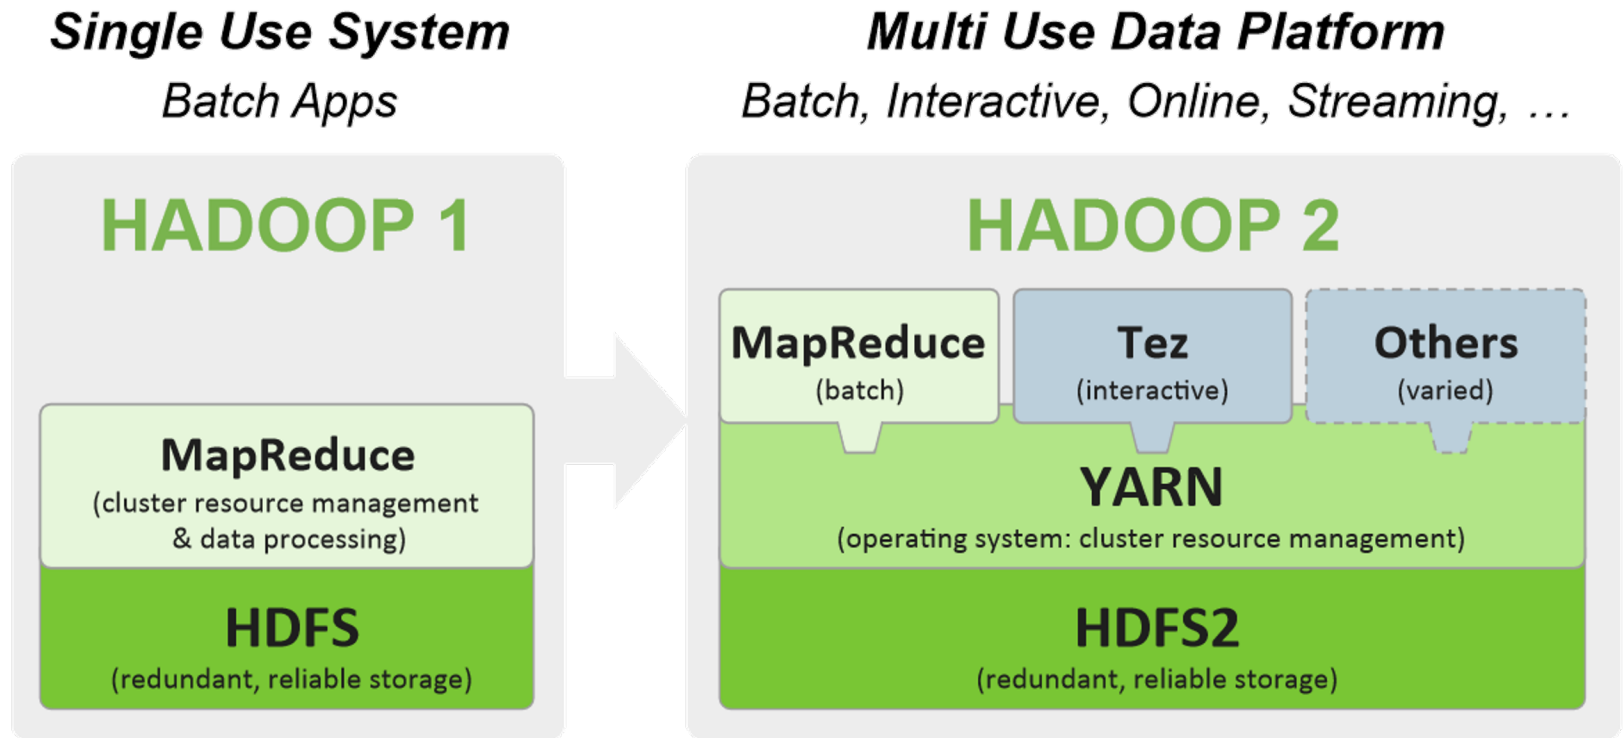 Single Use System
Batch Apps
HADOOP 1
MapReduce
(cluster resource management
& data processing)
HDFS
(redundant, reliable storage)
Multi Use Data Platform
Batch, Interactive, Online, Streaming, …
HADOOP 2
MapReduce
(batch)
Tez
(interactive)
Others
(varied)
YARN
(operating system: cluster resource management)
HDFS2
(redundant, reliable storage)